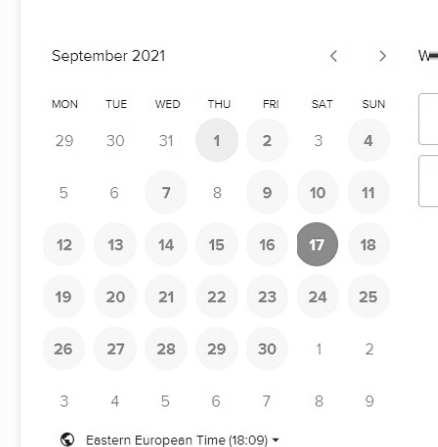 September 2021
MON TUE WED THU FRI SAT SUN
29 30 31 1 2 3 4
5 6 7 8 9 10 11
12 13 14 15 16 17 18
19 20 21 22 23 24 25
26 27 28 29 30 1 2
3 4 5 6 7 8 9
Eastern European Time (18:09)